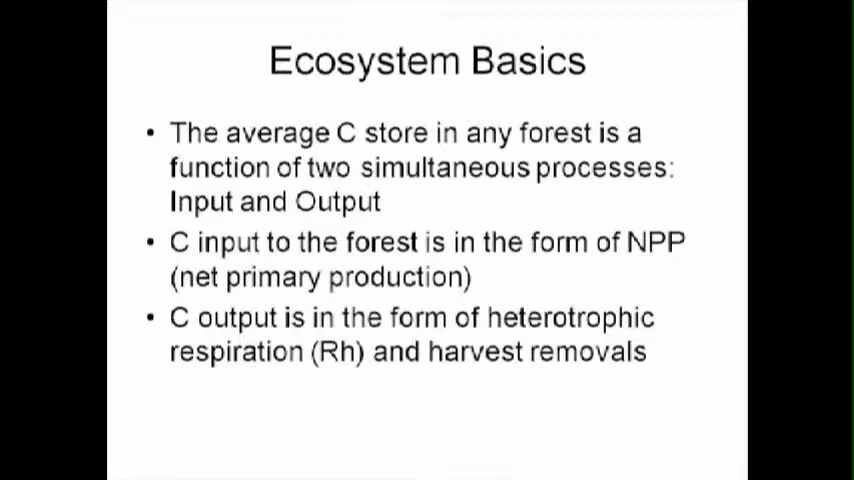 Ecosystem Basics
• The average C store in any forest is a
function of two simultaneous processes:
Input and Output
• C input to the forest is in the form of NPP
(net primary production)
• C output is in the form of heterotrophic
respiration (Rh) and harvest removals